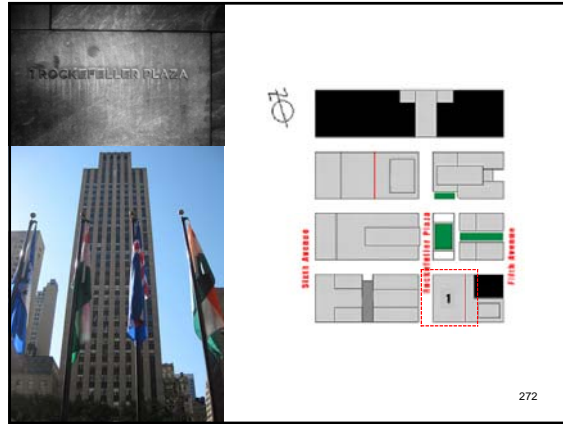 1 ROCKEFELLER PLAZA
Z
Sixth Avenue
Rockefeller Plaza
Fifth Avenue
1
272